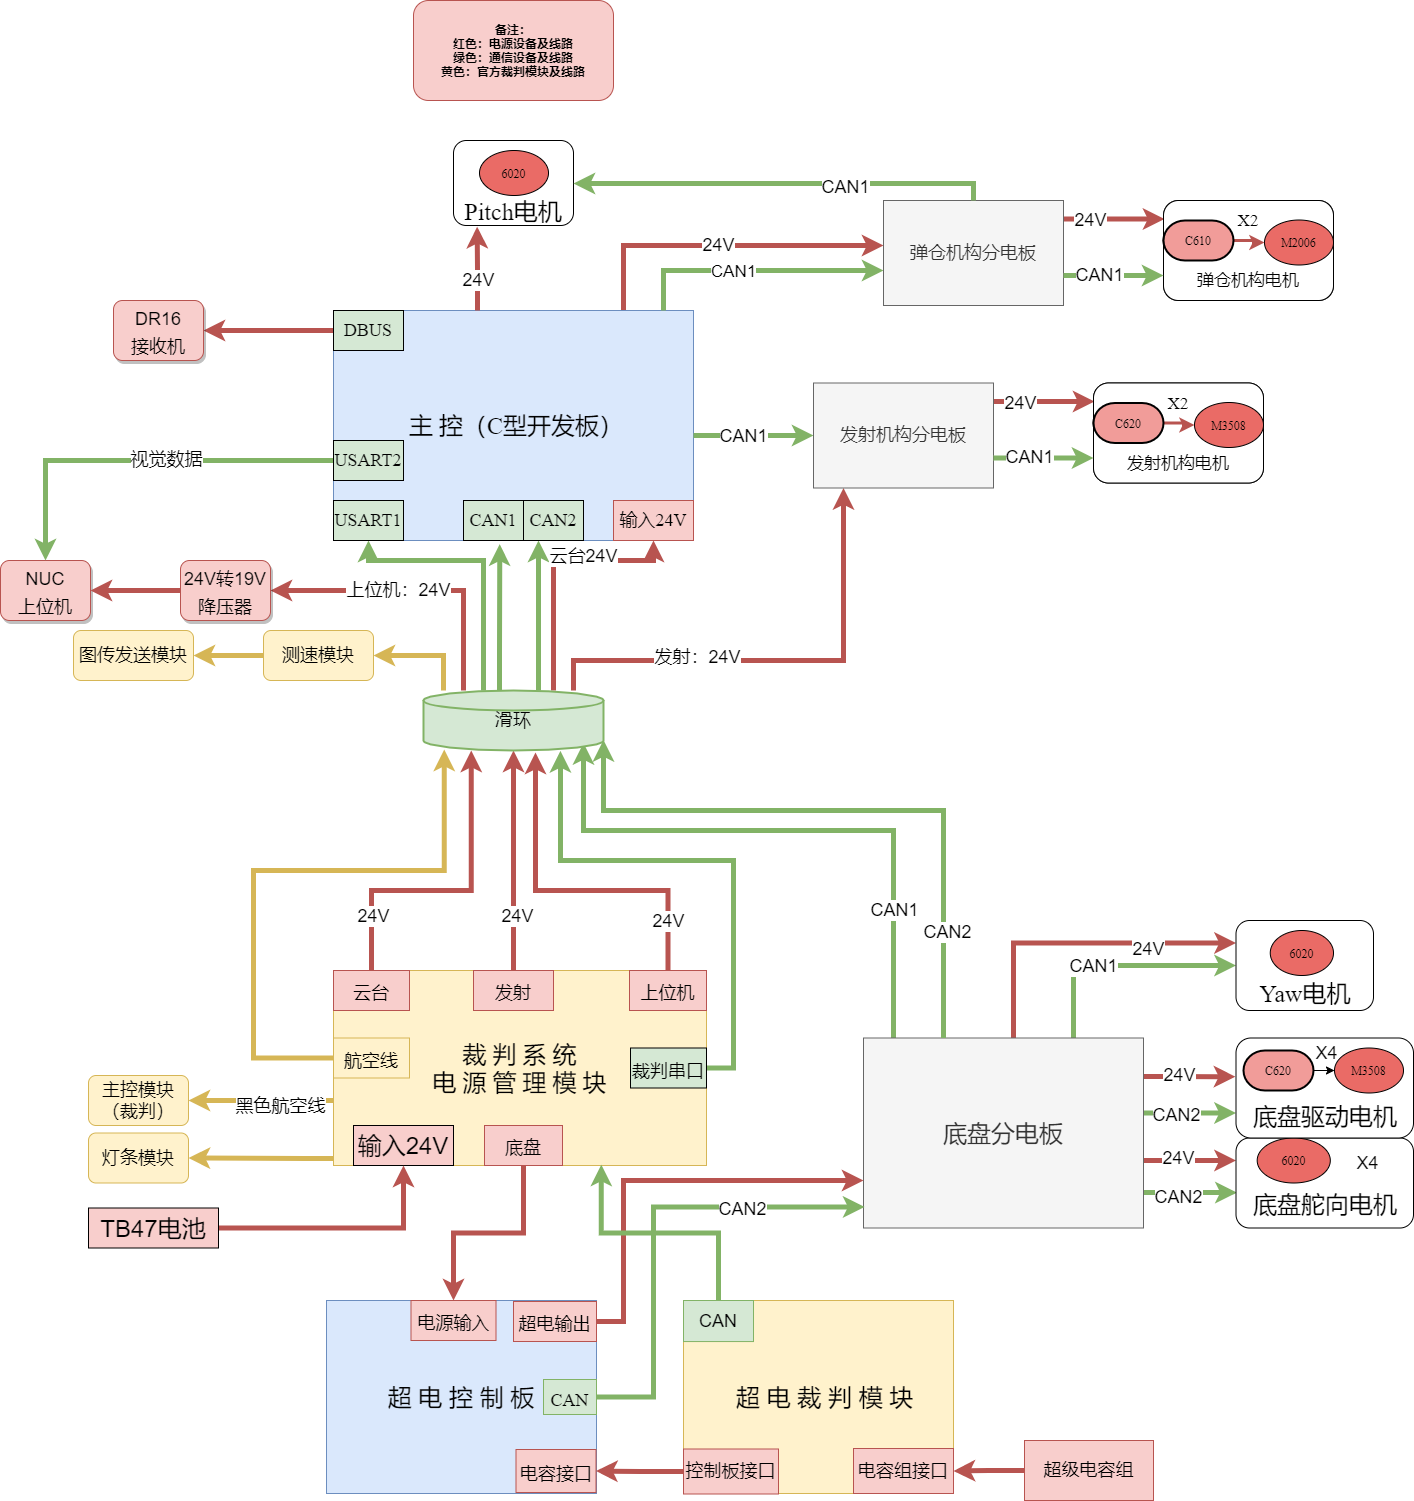 备注：
红色：电源设备及线路
绿色：通信设备及线路
黄色：官方裁判模块及线路
6020
Pitch电机
CAN1
24V
24V
CAN1
弹仓机构分电板
24V
CAN1
C610
X2
M2006
弹仓机构电机
DR16
接收机
DBUS
主 控（C型开发板）
USART2
USART1
CAN1
CAN2
输入24V
视觉数据
CAN1
发射机构分电板
24V
CAN1
C620
X2
M3508
发射机构电机
NUC
上位机
24V转19V
降压器
上位机：24V
云台24V
发射：24V
图传发送模块
测速模块
滑环
24V
24V
24V
CAN1
CAN2
云台
发射
上位机
航空线
裁 判 系 统
电 源 管 理 模 块
裁判串口
主控模块
（裁判）
黑色航空线
灯条模块
输入24V
底盘
TB47电池
24V
CAN1
6020
Yaw电机
底盘分电板
24V
CAN2
C620
X4
M3508
底盘驱动电机
24V
CAN2
6020
X4
底盘舵向电机
CAN2
电源输入
超电输出
超 电 控 制 板
CAN
电容接口
CAN
超 电 裁 判 模 块
控制板接口
电容组接口
超级电容组